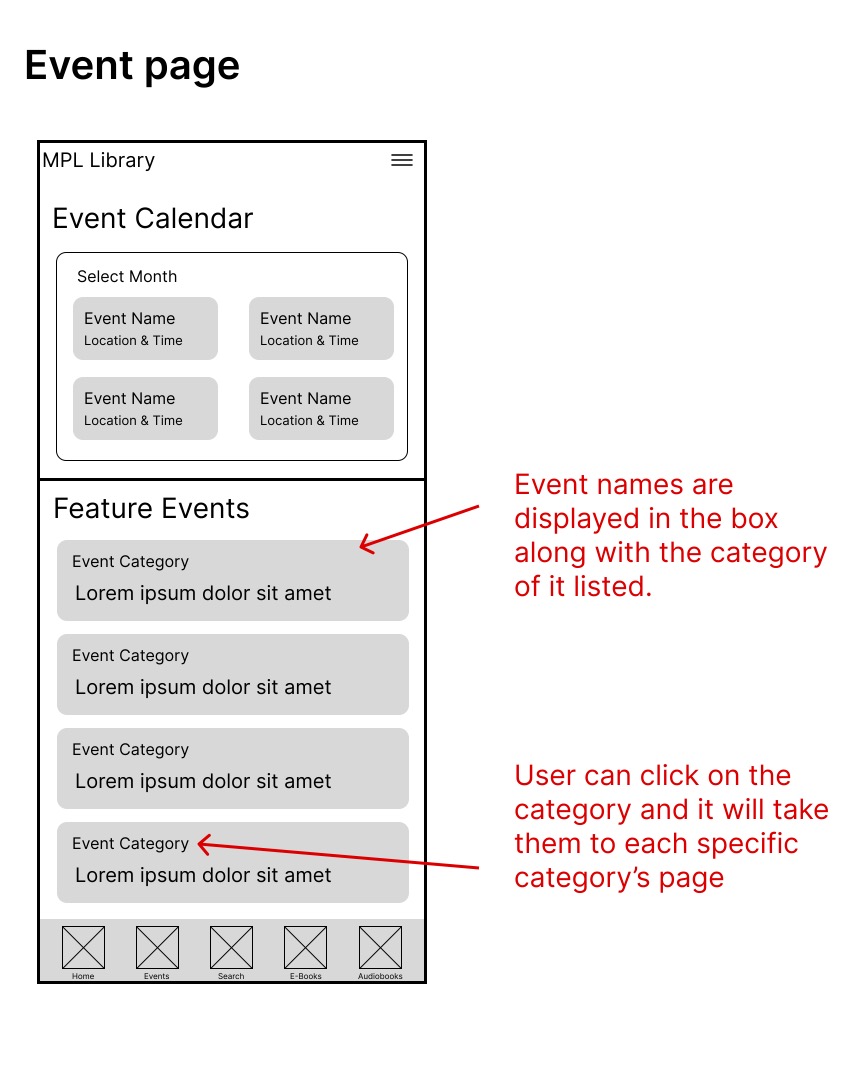 Event page
MPL Library
Event Calendar
Select Month
Event Name
Location & Time
Event Name
Location & Time
Event Name
Location & Time
Event Name
Location & Time
Feature Events
Event Category
Lorem ipsum dolor sit amet
Event Category
Lorem ipsum dolor sit amet
Event Category
Lorem ipsum dolor sit amet
Event Category
Lorem ipsum dolor sit amet
Home
Events
Search
E-Books
Audiobooks
Event names are
displayed in the box
along with the category
of it listed.
User can click on the
category and it will take
them to each specific
category’s page